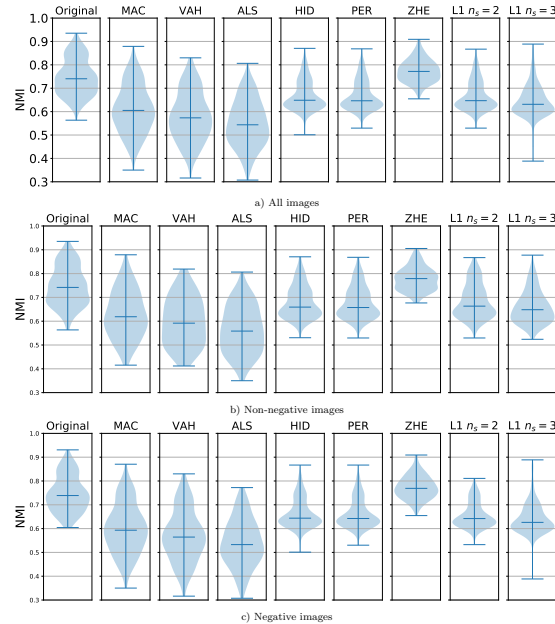 Original MAC VAH ALS HID PER ZHE L1 nₛ = 2 L1 nₛ = 3
1.0
0.9
0.8
0.7
0.6
0.5
0.4
0.3
NMI
a) All images
Original MAC VAH ALS HID PER ZHE L1 nₛ = 2 L1 nₛ = 3
1.0
0.9
0.8
0.7
0.6
0.5
0.4
0.3
NMI
b) Non-negative images
Original MAC VAH ALS HID PER ZHE L1 nₛ = 2 L1 nₛ = 3
1.0
0.9
0.8
0.7
0.6
0.5
0.4
0.3
NMI
c) Negative images